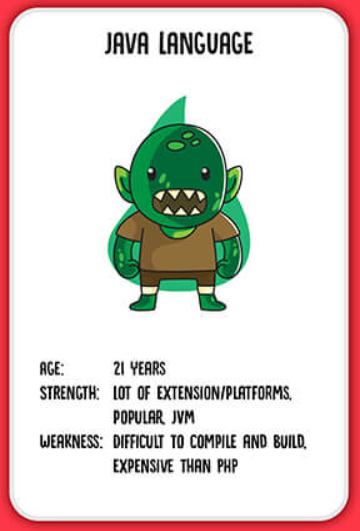 JAVA LANGUAGE
AGE: 21 YEARS
STRENGTH: LOT OF EXTENSION/PLATFORMS,
POPULAR, JVM
WEAKNESS: DIFFICULT TO COMPILE AND BUILD,
EXPENSIVE THAN PHP